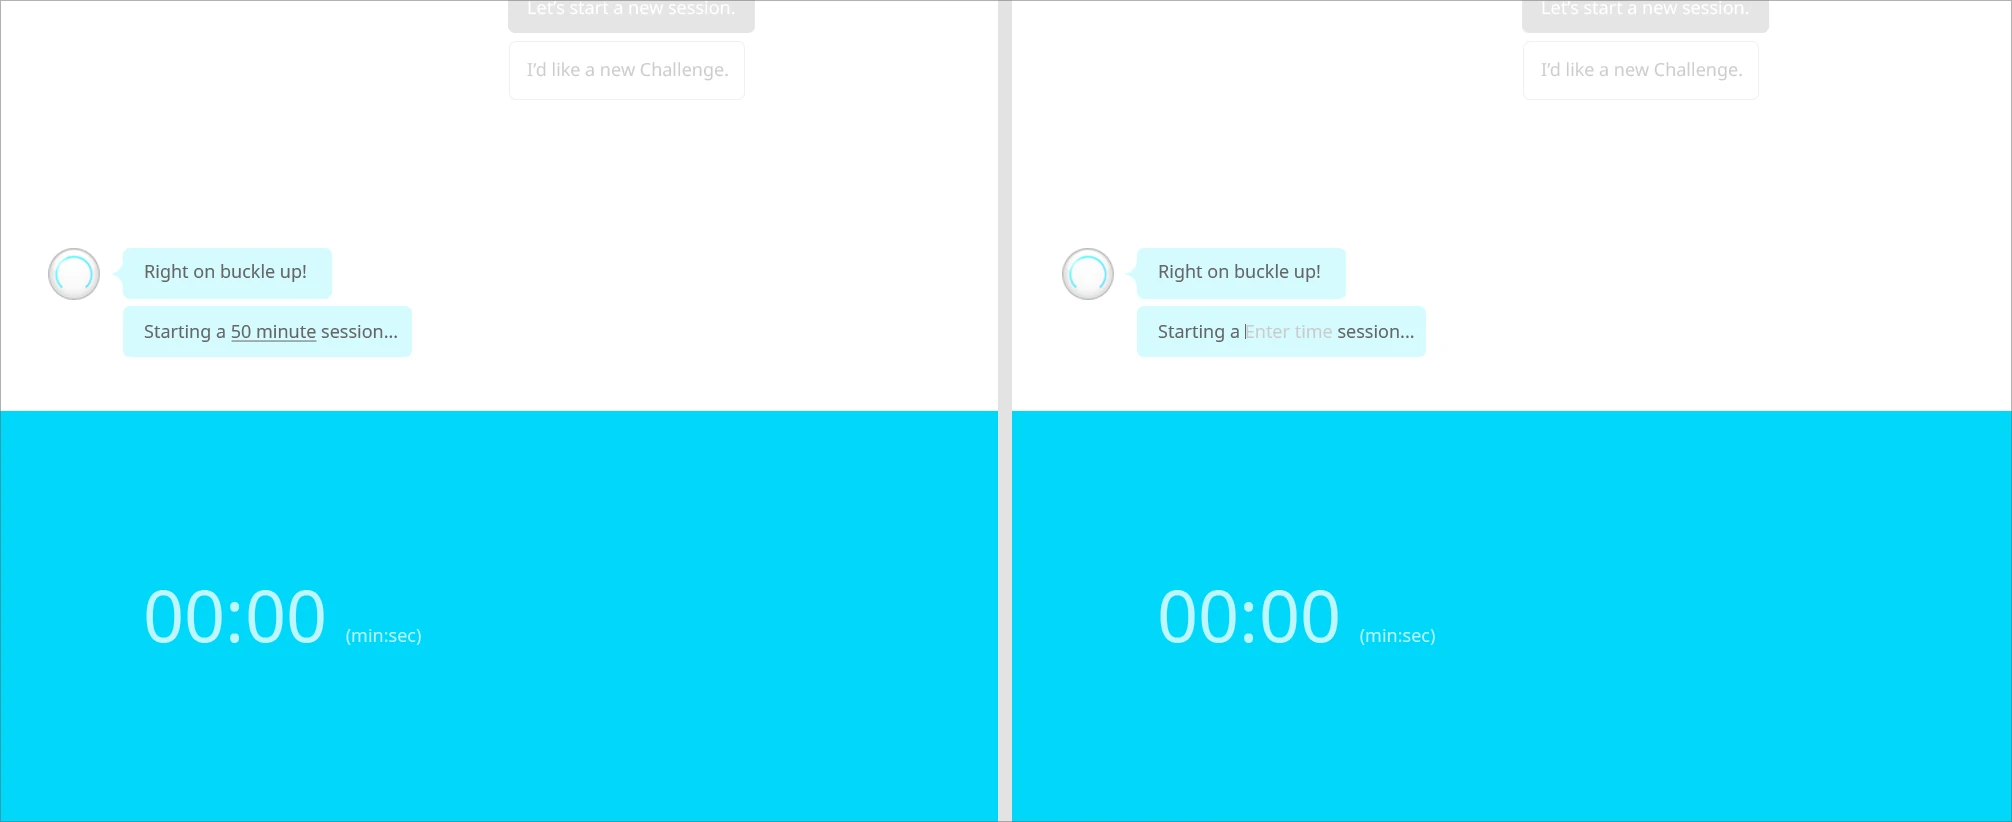 Let's start a new session.
I'd like a new Challenge.
Right on buckle up!
Starting a 50 minute session...
00:00 (min:sec)
Let's start a new session.
I'd like a new Challenge.
Right on buckle up!
Starting a Enter time session...
00:00 (min:sec)